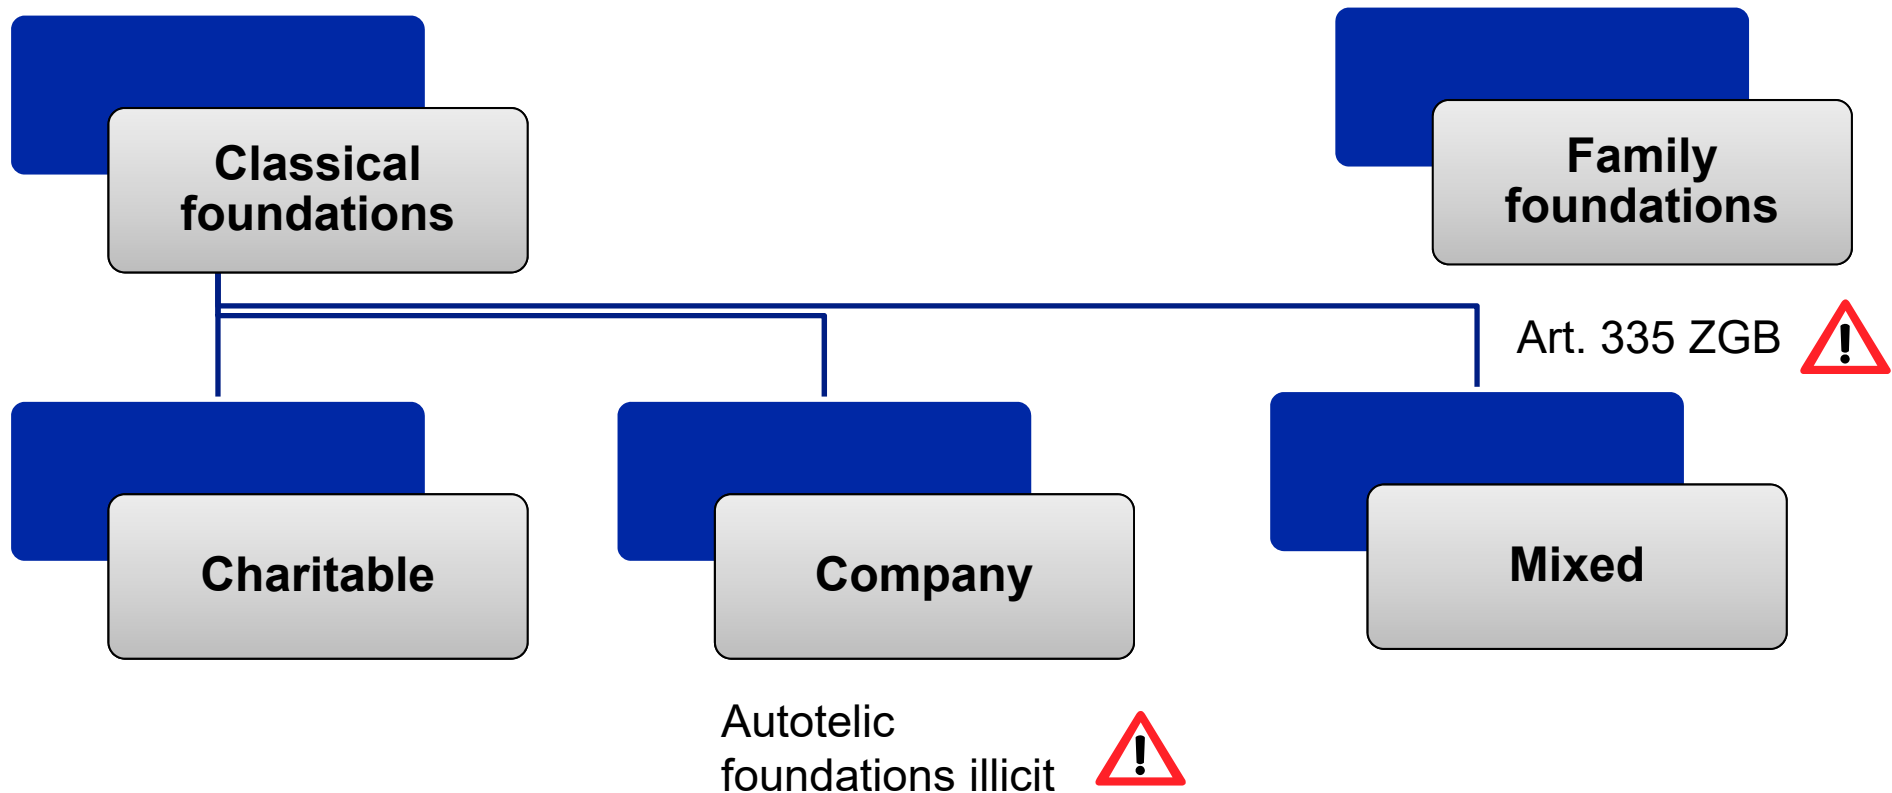 Classical
foundations
Family
foundations
Art. 335 ZGB
!
Charitable
Company
Mixed
Autotelic
foundations illicit
!